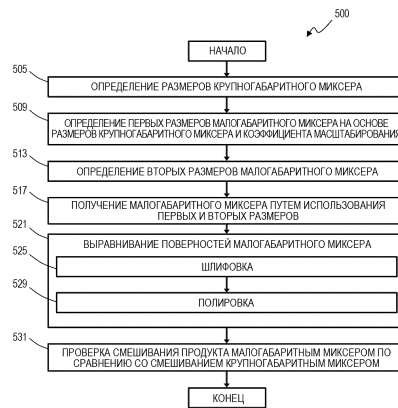 500
НАЧАЛО
505
ОПРЕДЕЛЕНИЕ РАЗМЕРОВ КРУПНОГАБАРИТНОГО МИКСЕРА
509
ОПРЕДЕЛЕНИЕ ПЕРВЫХ РАЗМЕРОВ МАЛОГАБАРИТНОГО МИКСЕРА НА ОСНОВЕ
РАЗМЕРОВ КРУПНОГАБАРИТНОГО МИКСЕРА И КОЭФФИЦИЕНТА МАСШТАБИРОВАНИЯ
513
ОПРЕДЕЛЕНИЕ ВТОРЫХ РАЗМЕРОВ МАЛОГАБАРИТНОГО МИКСЕРА
517
ПОЛУЧЕНИЕ МАЛОГАБАРИТНОГО МИКСЕРА ПУТЕМ ИСПОЛЬЗОВАНИЯ
ПЕРВЫХ И ВТОРЫХ РАЗМЕРОВ
521
ВЫРАВНИВАНИЕ ПОВЕРХНОСТЕЙ МАЛОГАБАРИТНОГО МИКСЕРА
525
ШЛИФОВКА
529
ПОЛИРОВКА
531
ПРОВЕРКА СМЕШИВАНИЯ ПРОДУКТА МАЛОГАБАРИТНЫМ МИКСЕРОМ ПО
СРАВНЕНИЮ СО СМЕШИВАНИЕМ КРУПНОГАБАРИТНЫМ МИКСЕРОМ
КОНЕЦ